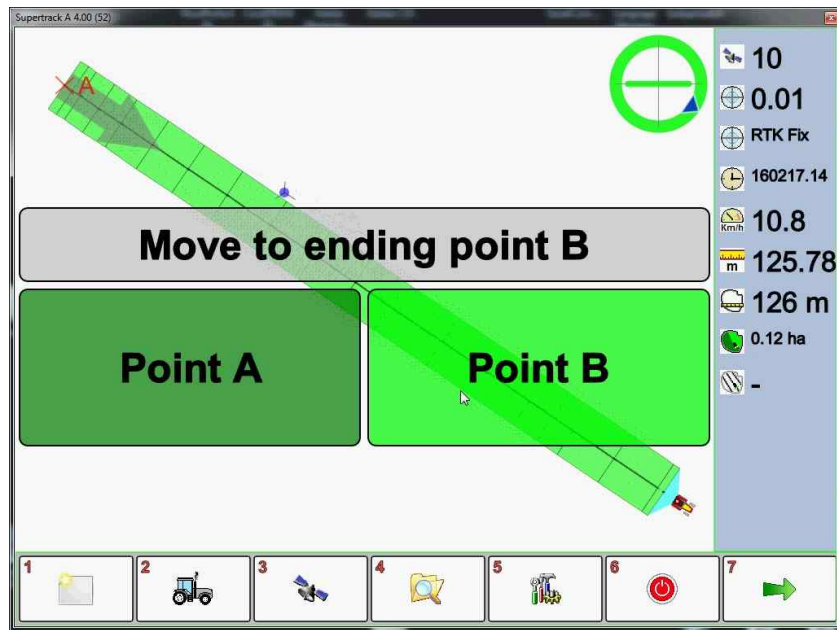 Supertrack A 4.00 (52)
A
10
0.01
RTK Fix
160217.14
Km/h
10.8
m
125.78
126 m
0.12 ha
-
Move to ending point B
Point A
Point B
1
2
3
4
5
6
7